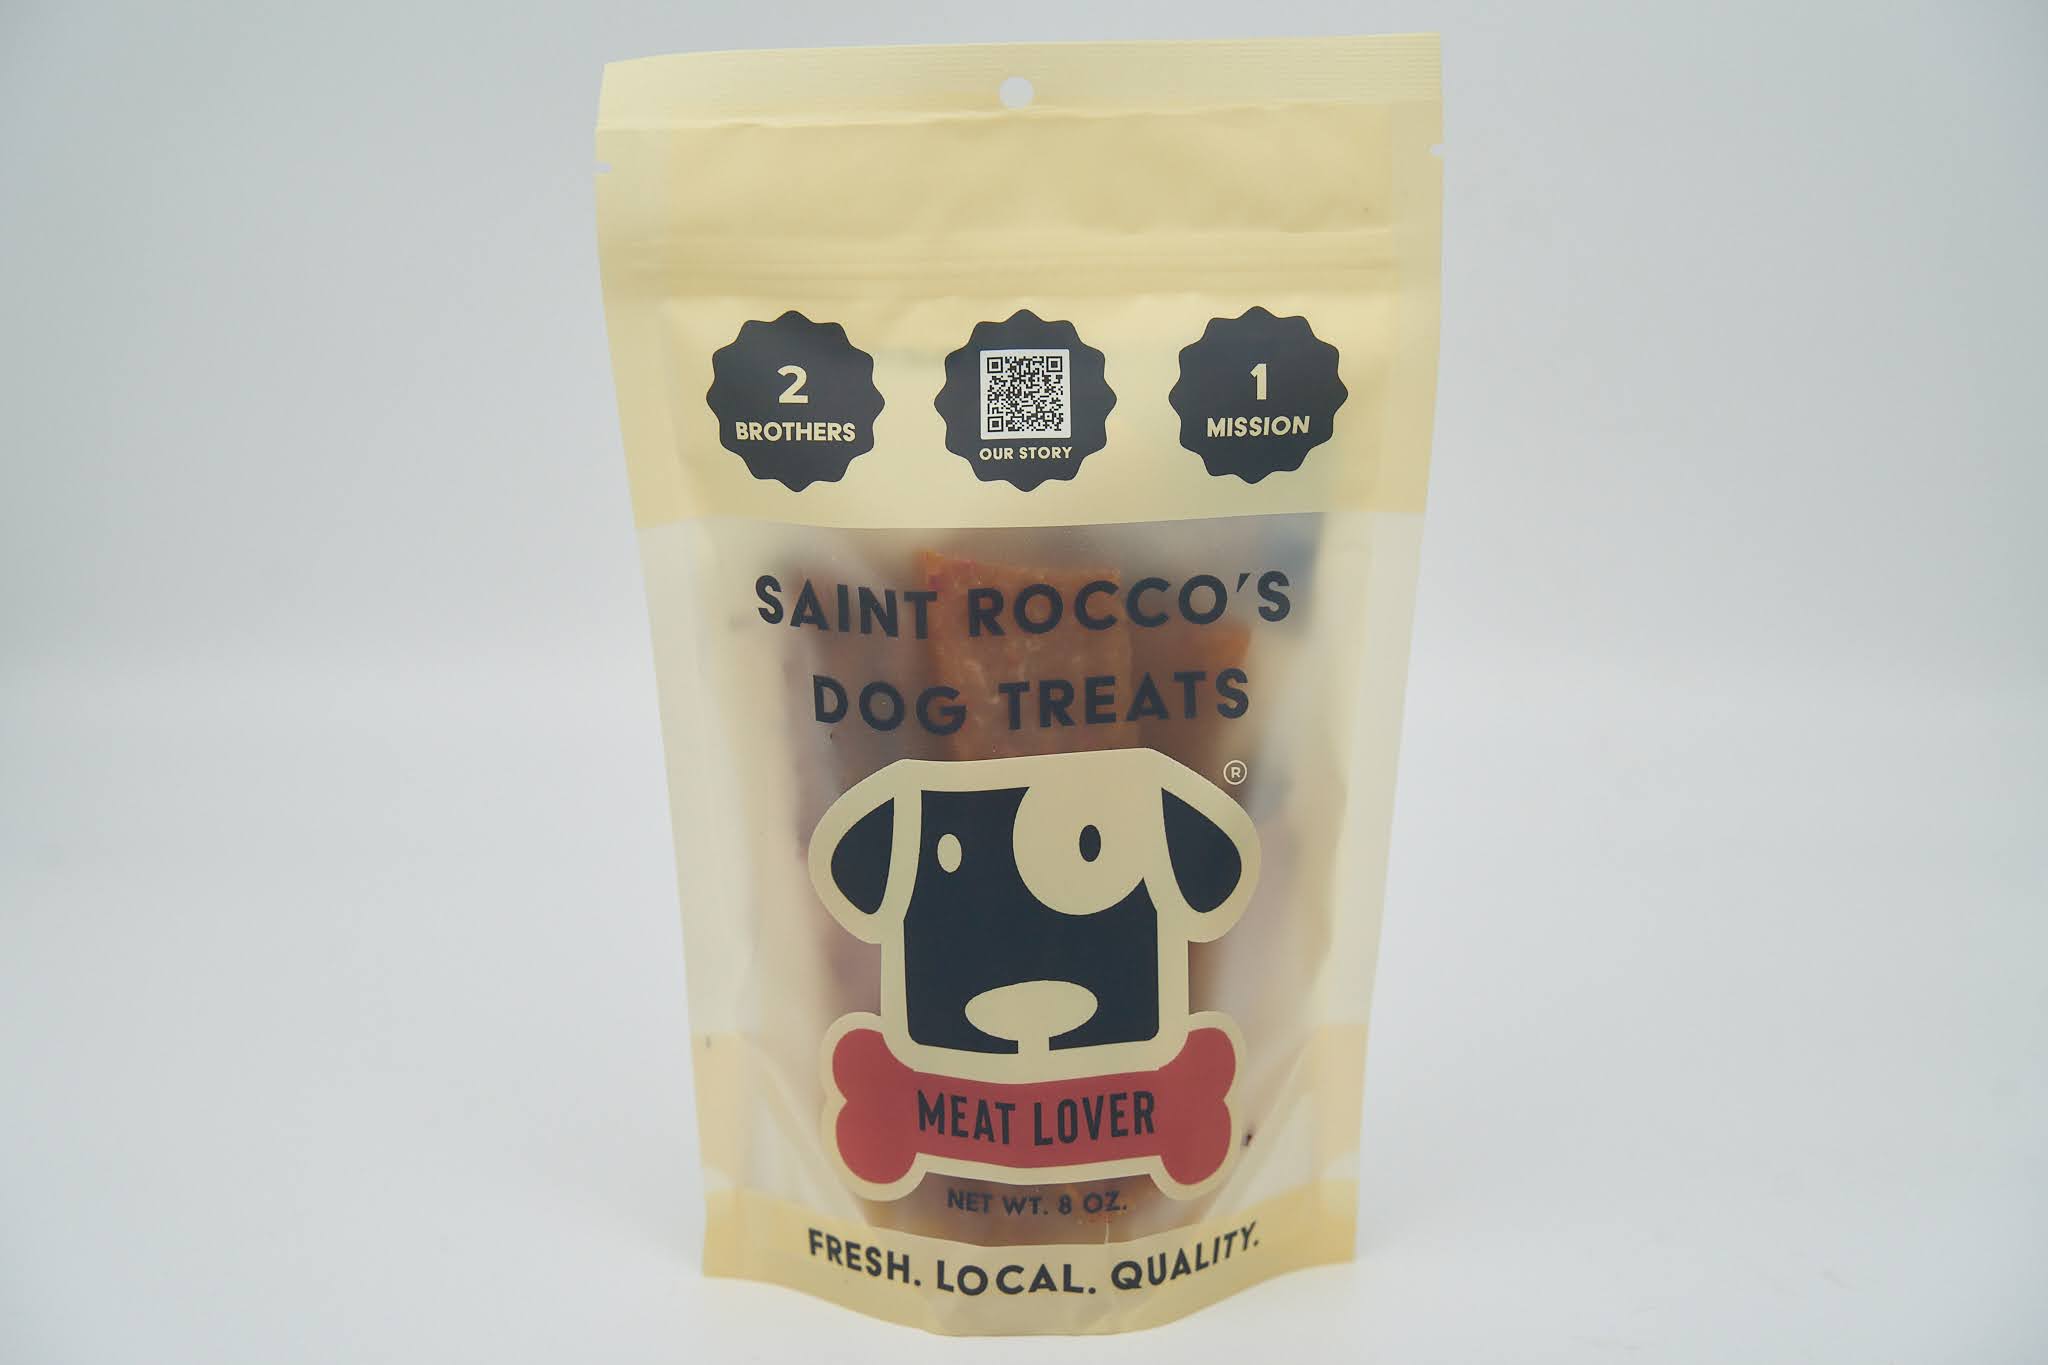 2
BROTHERS
OUR STORY
1
MISSION
SAINT ROCCO'S
DOG TREATS
®
MEAT LOVER
NET WT. 8 OZ.
FRESH. LOCAL. QUALITY.